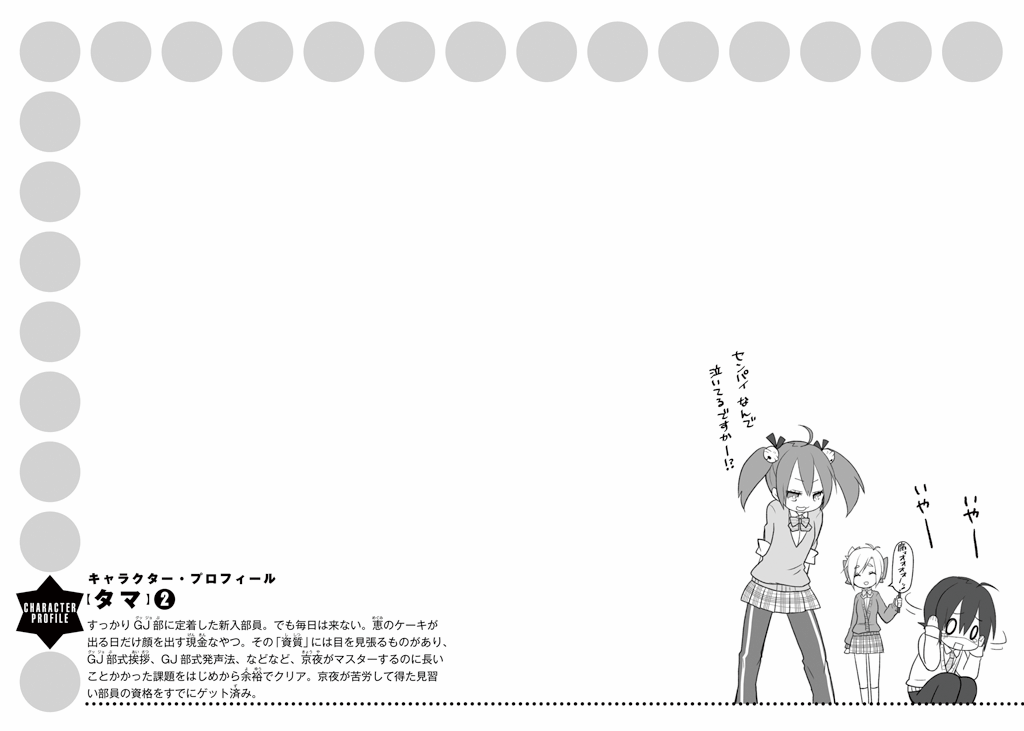 センパイなんで
泣いてるですかー!?
いやー
いやー
CHARACTER
PROFILE
キャラクター・プロフィール
[タマ]❷
すっかりGJ部に定着した新入部員。でも毎日は来ない。恵のケーキが
出る日だけ顔を出す現金なやつ。その「資質」には目を見張るものがあり、
GJ部式挨拶、GJ部式発声法、などなど、京夜がマスターするのに長い
ことかかった課題をはじめから余裕でクリア。京夜が苦労して得た見習
い部員の資格をすでにゲット済み。